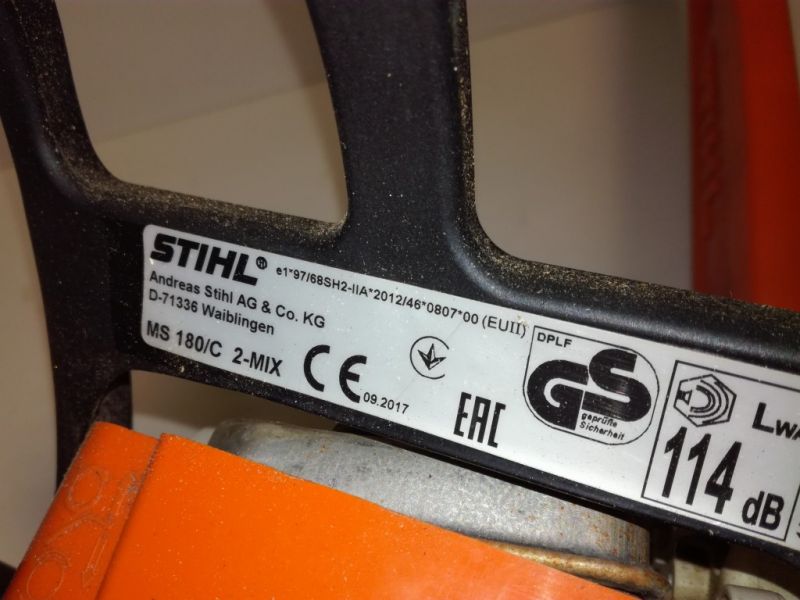 STIHL® e1*97/68SH2-IIA*2012/46*0807*00 (EUII)
Andreas Stihl AG & Co. KG
D-71336 Waiblingen
MS 180/C 2-MIX
CE 09.2017
EAC
DPLF
GS
geprüfte
Sicherheit
LWA
114 dB